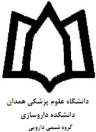 دانشگاه علوم پزشکی همدان
دانشکده داروسازی
گروه شیمی دارویی